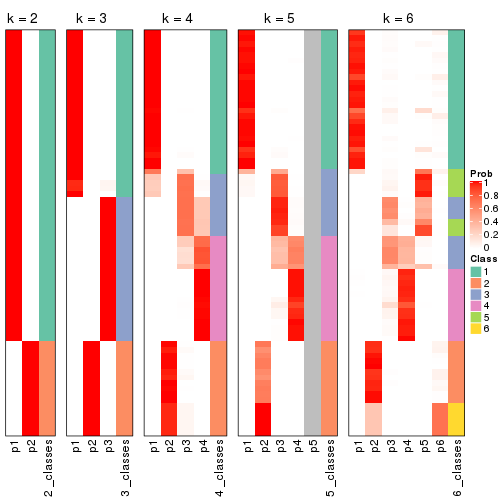 k = 2
k = 3
k = 4
k = 5
k = 6
Prob
1
0.8
0.6
0.4
0.2
0
Class
1
2
3
4
5
6
p1
p2
2_classes
p1
p2
p3
3_classes
p1
p2
p3
p4
4_classes
p1
p2
p3
p4
p5
5_classes
p1
p2
p3
p4
p5
p6
6_classes